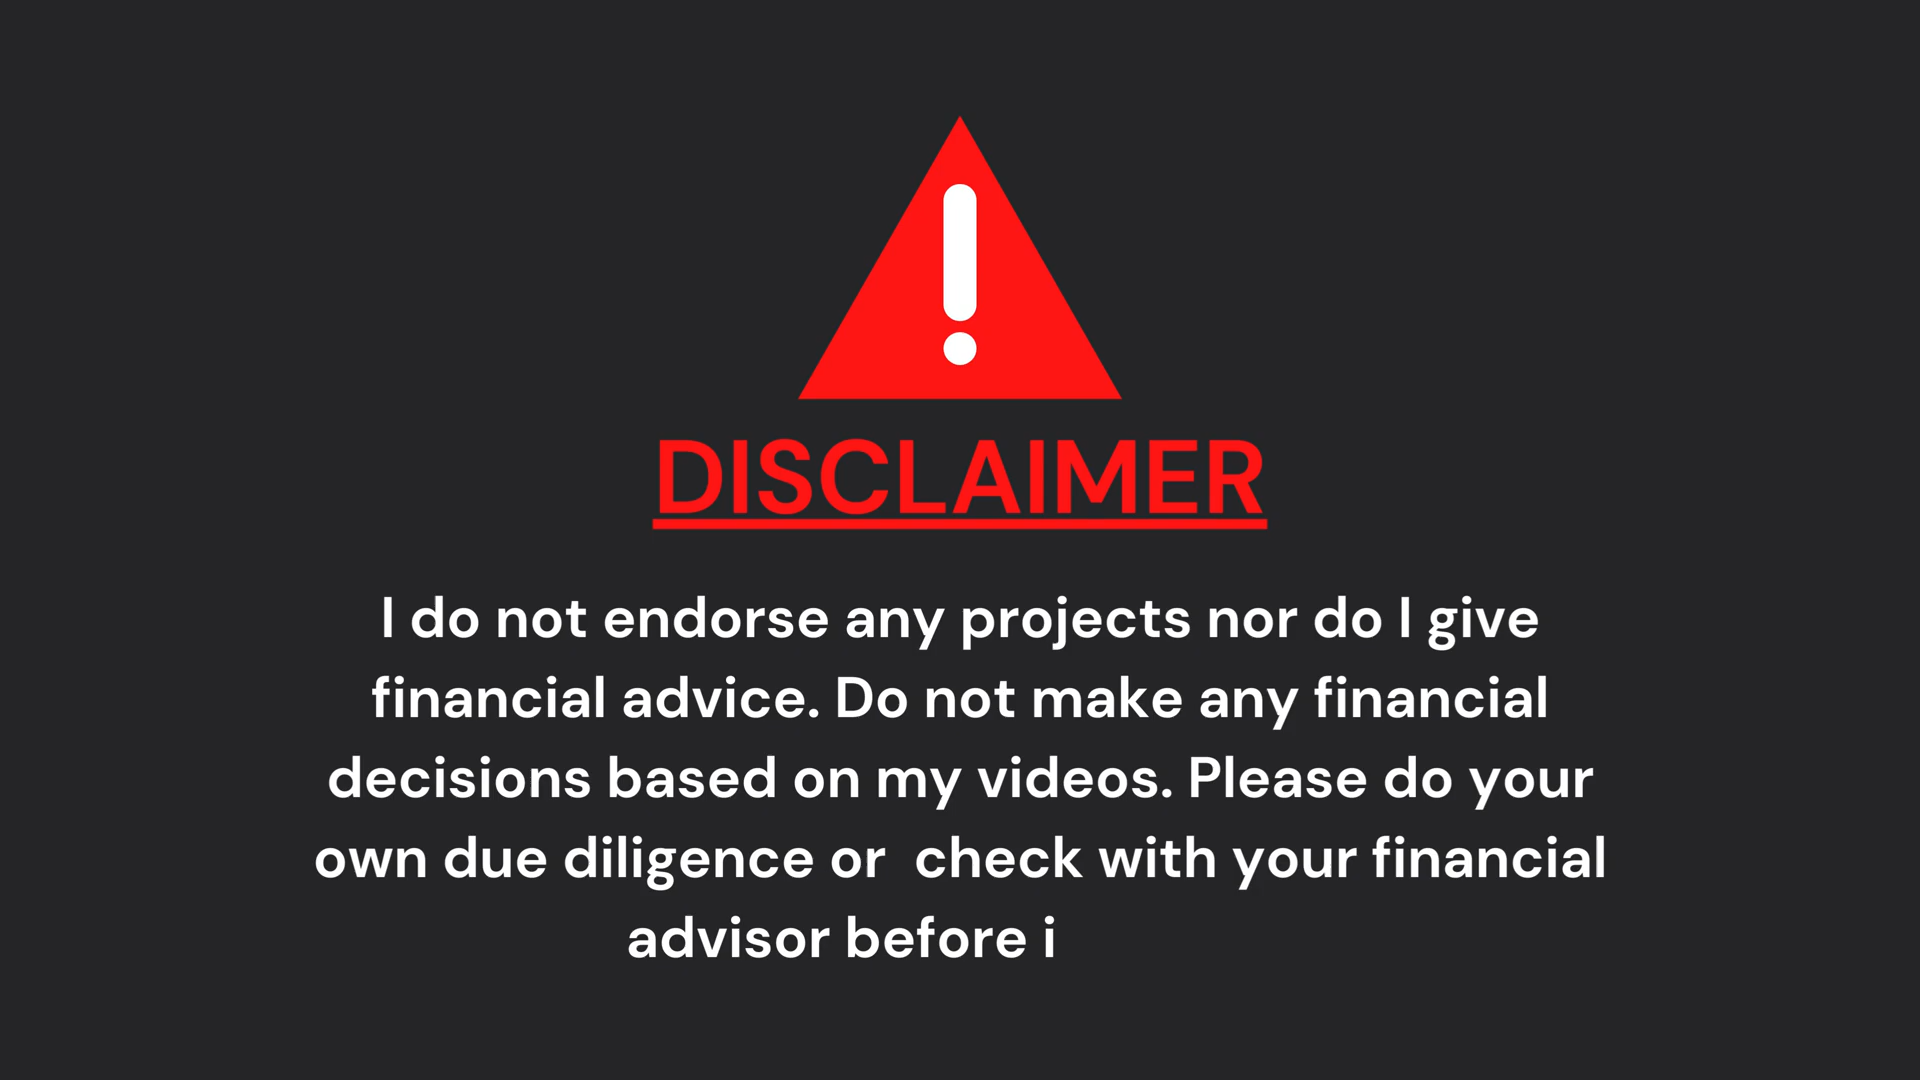 DISCLAIMER
I do not endorse any projects nor do I give
financial advice. Do not make any financial
decisions based on my videos. Please do your
own due diligence or  check with your financial
advisor before i